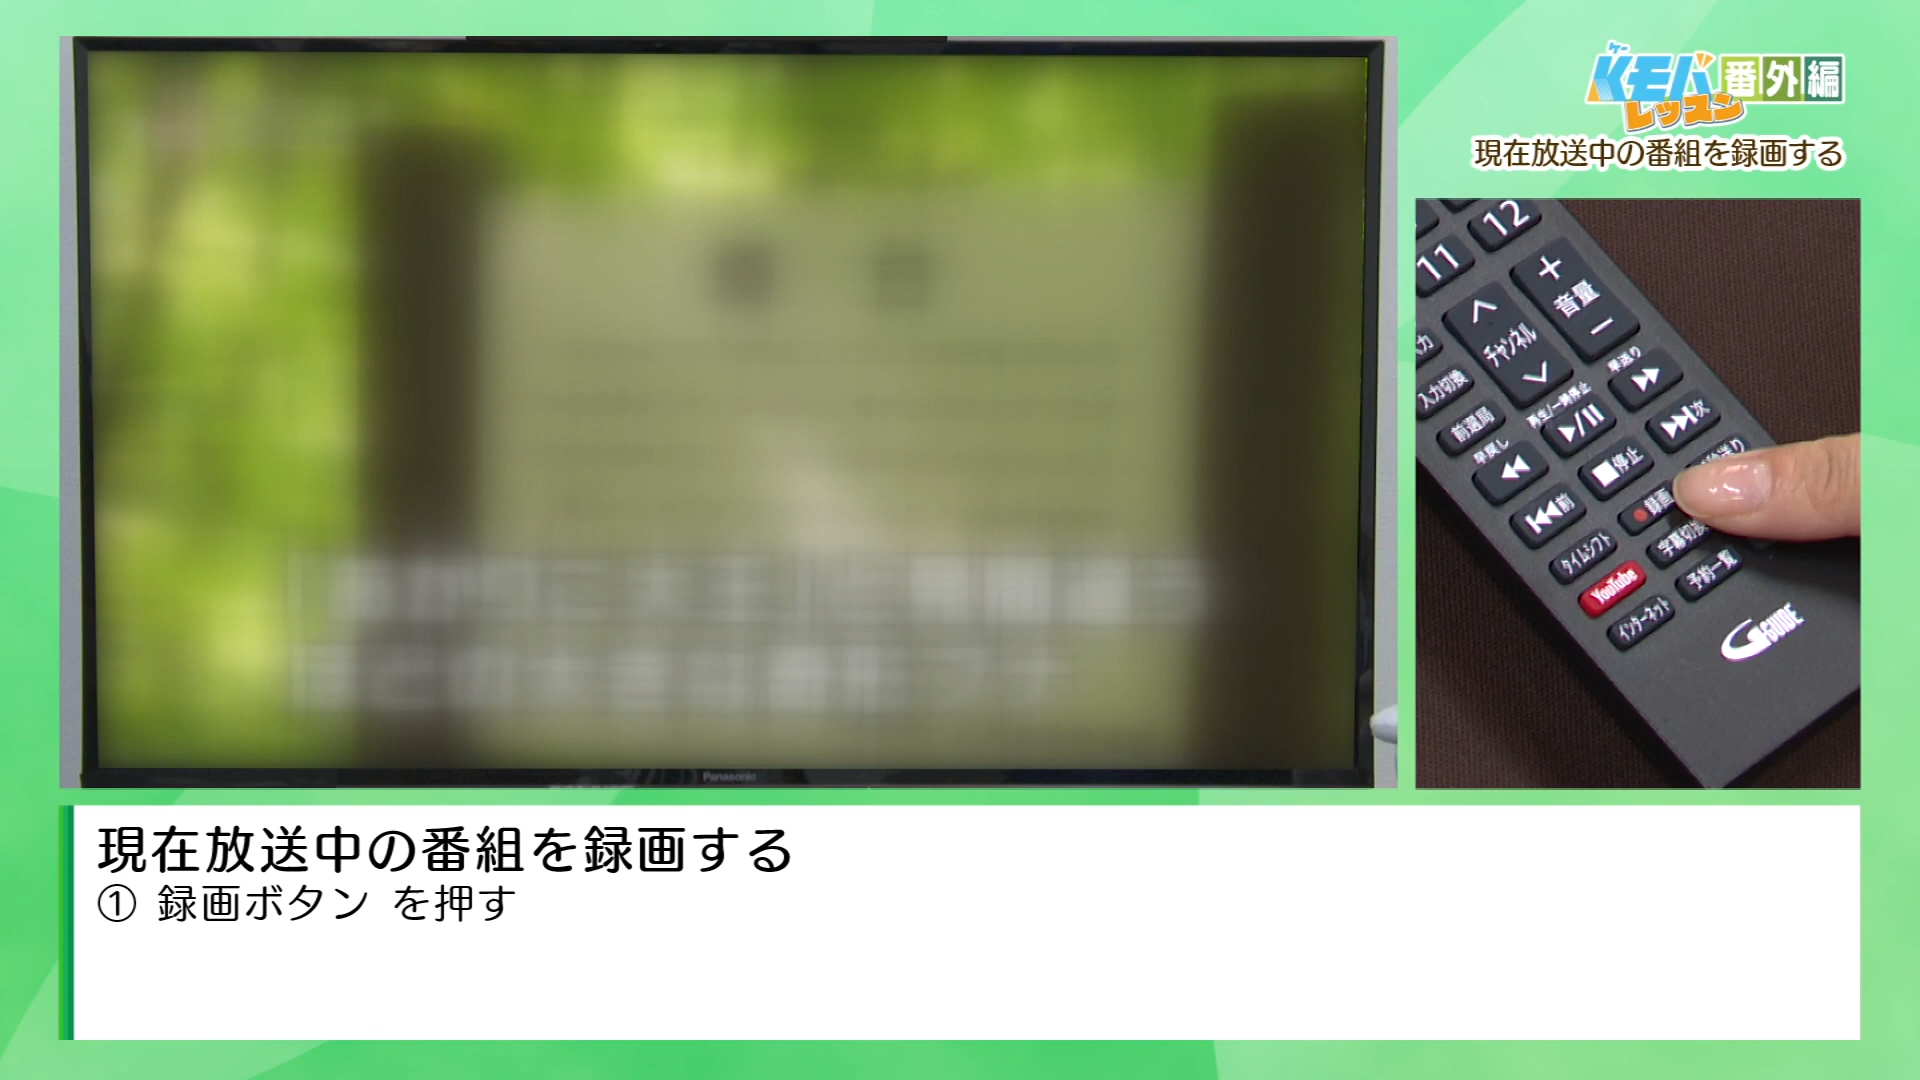 ケー
Kモバ番外編
レッスン
現在放送中の番組を録画する
12
11
+
音量
−
チャンネル
入力切換
早送り
前選局
再生/一時停止
次
早戻し
停止
前
録画
タイムシフト
字幕切換
YouTube
予約一覧
インターネット
G-GUIDE
Panasonic
現在放送中の番組を録画する
① 録画ボタン を押す